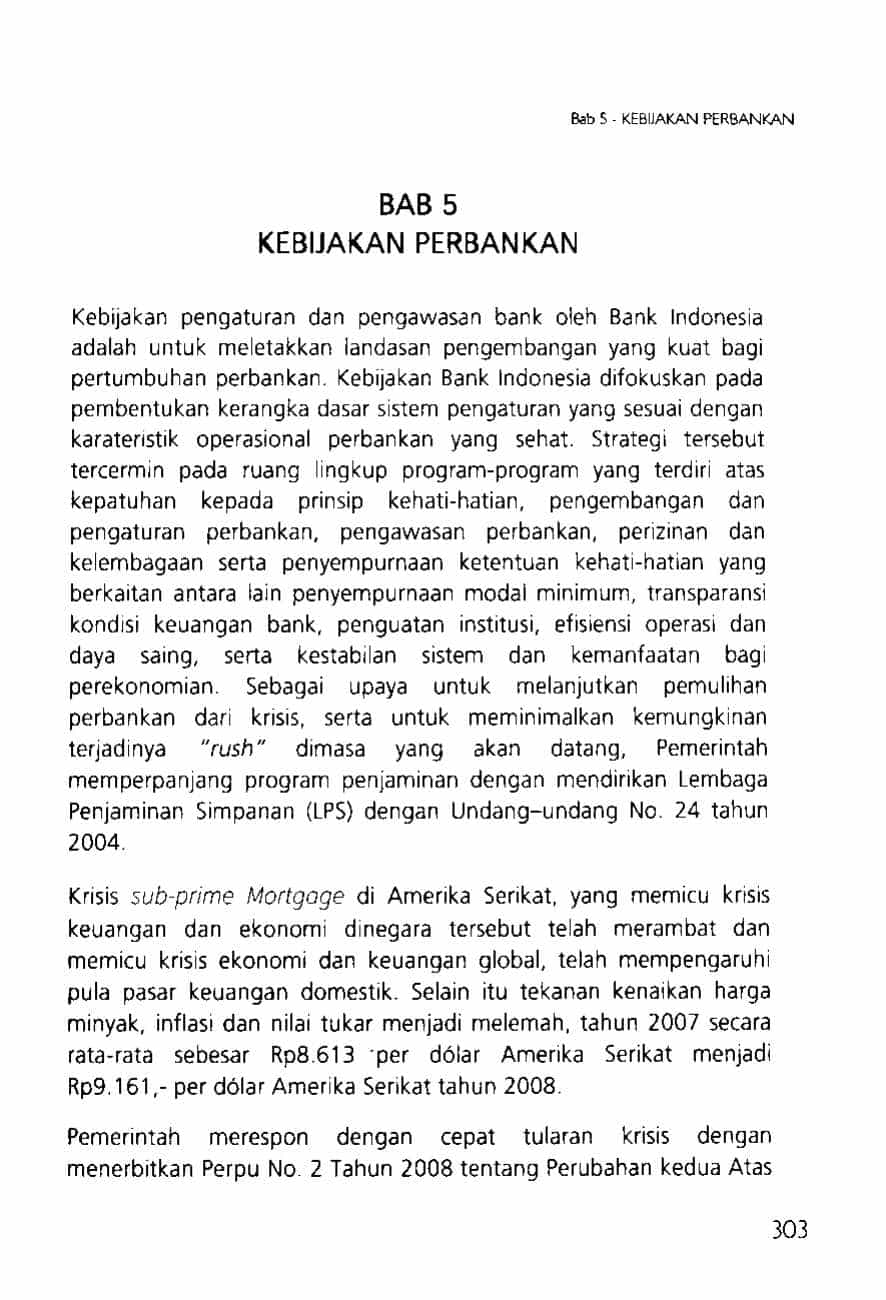 Bab 5 - KEBIJAKAN PERBANKAN
BAB 5
KEBIJAKAN PERBANKAN
Kebijakan pengaturan dan pengawasan bank oleh Bank Indonesia
adalah untuk meletakkan landasan pengembangan yang kuat bagi
pertumbuhan perbankan. Kebijakan Bank Indonesia difokuskan pada
pembentukan kerangka dasar sistem pengaturan yang sesuai dengan
karateristik operasional perbankan yang sehat. Strategi tersebut
tercermin pada ruang lingkup program-program yang terdiri atas
kepatuhan kepada prinsip kehati-hatian, pengembangan dan
pengaturan perbankan, pengawasan perbankan, perizinan dan
kelembagaan serta penyempurnaan ketentuan kehati-hatian yang
berkaitan antara lain penyempurnaan modal minimum, transparansi
kondisi keuangan bank, penguatan institusi, efisiensi operasi dan
daya saing, serta kestabilan sistem dan kemanfaatan bagi
perekonomian. Sebagai upaya untuk melanjutkan pemulihan
perbankan dari krisis, serta untuk meminimalkan kemungkinan
terjadinya "rush" dimasa yang akan datang, Pemerintah
memperpanjang program penjaminan dengan mendirikan Lembaga
Penjaminan Simpanan (LPS) dengan Undang–undang No. 24 tahun
2004.
Krisis sub-prime Mortgage di Amerika Serikat, yang memicu krisis
keuangan dan ekonomi dinegara tersebut telah merambat dan
memicu krisis ekonomi dan keuangan global, telah mempengaruhi
pula pasar keuangan domestik. Selain itu tekanan kenaikan harga
minyak, inflasi dan nilai tukar menjadi melemah, tahun 2007 secara
rata-rata sebesar Rp8.613 per dólar Amerika Serikat menjadi
Rp9.161,- per dólar Amerika Serikat tahun 2008.
Pemerintah merespon dengan cepat tularan krisis dengan
menerbitkan Perpu No. 2 Tahun 2008 tentang Perubahan kedua Atas
303